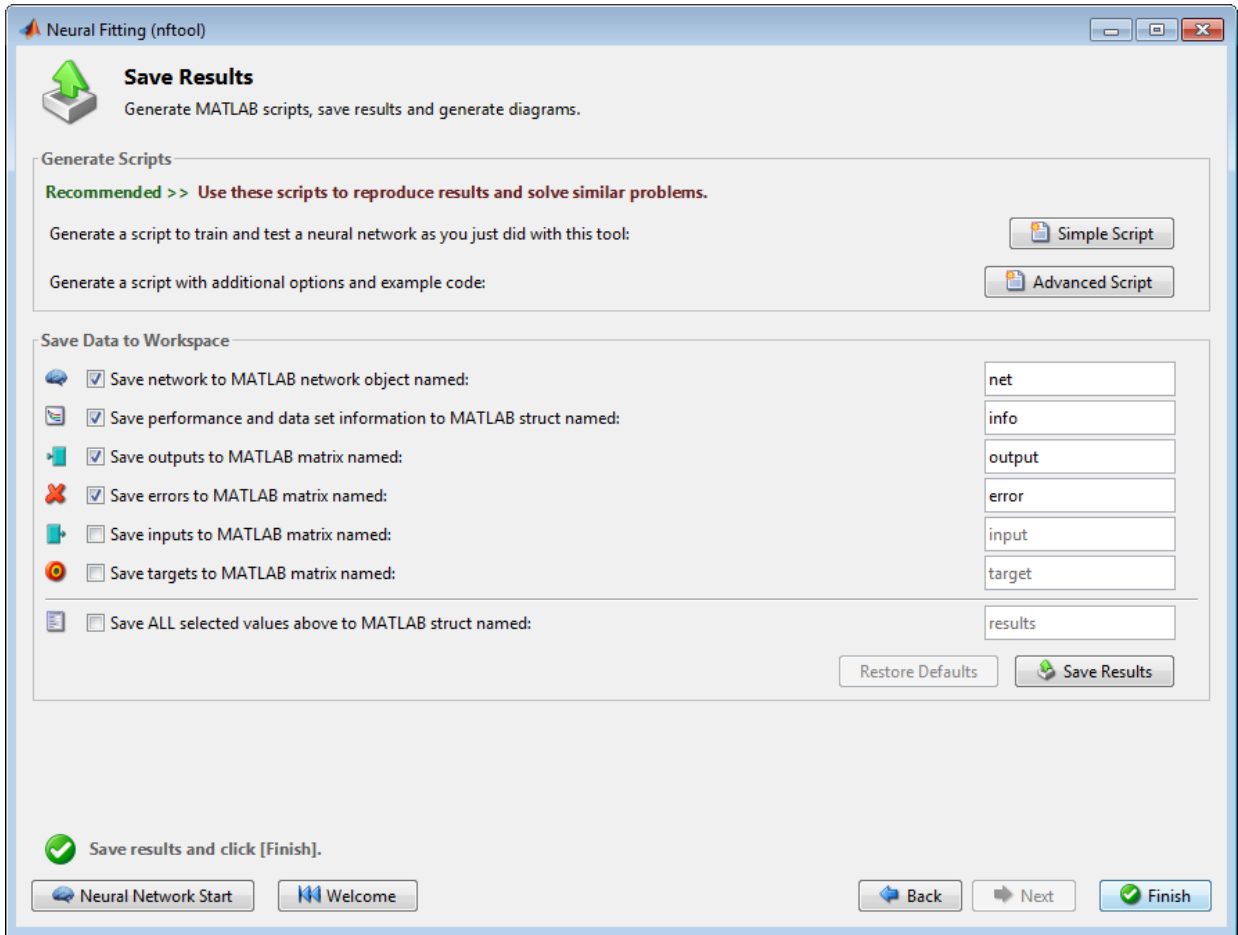 Neural Fitting (nftool)
Save Results
Generate MATLAB scripts, save results and generate diagrams.
Generate Scripts
Recommended >> Use these scripts to reproduce results and solve similar problems.
Generate a script to train and test a neural network as you just did with this tool: Simple Script
Generate a script with additional options and example code: Advanced Script
Save Data to Workspace
Save network to MATLAB network object named: net
Save performance and data set information to MATLAB struct named: info
Save outputs to MATLAB matrix named: output
Save errors to MATLAB matrix named: error
Save inputs to MATLAB matrix named: input
Save targets to MATLAB matrix named: target
Save ALL selected values above to MATLAB struct named: results
Restore Defaults Save Results
Save results and click [Finish].
Neural Network Start Welcome Back Next Finish